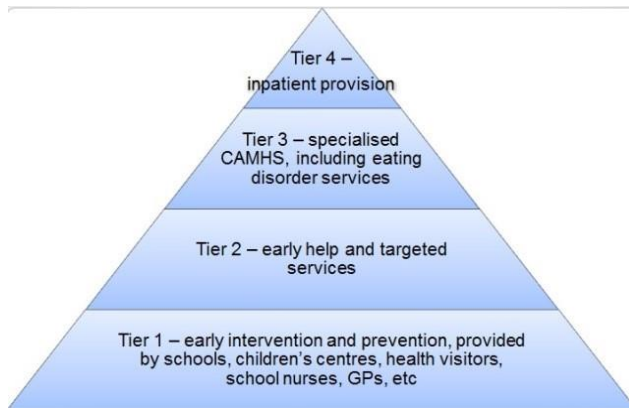 Tier 4 –
inpatient provision
Tier 3 – specialised
CAMHS, including eating
disorder services
Tier 2 – early help and targeted
services
Tier 1 – early intervention and prevention, provided
by schools, children's centres, health visitors,
school nurses, GPs, etc